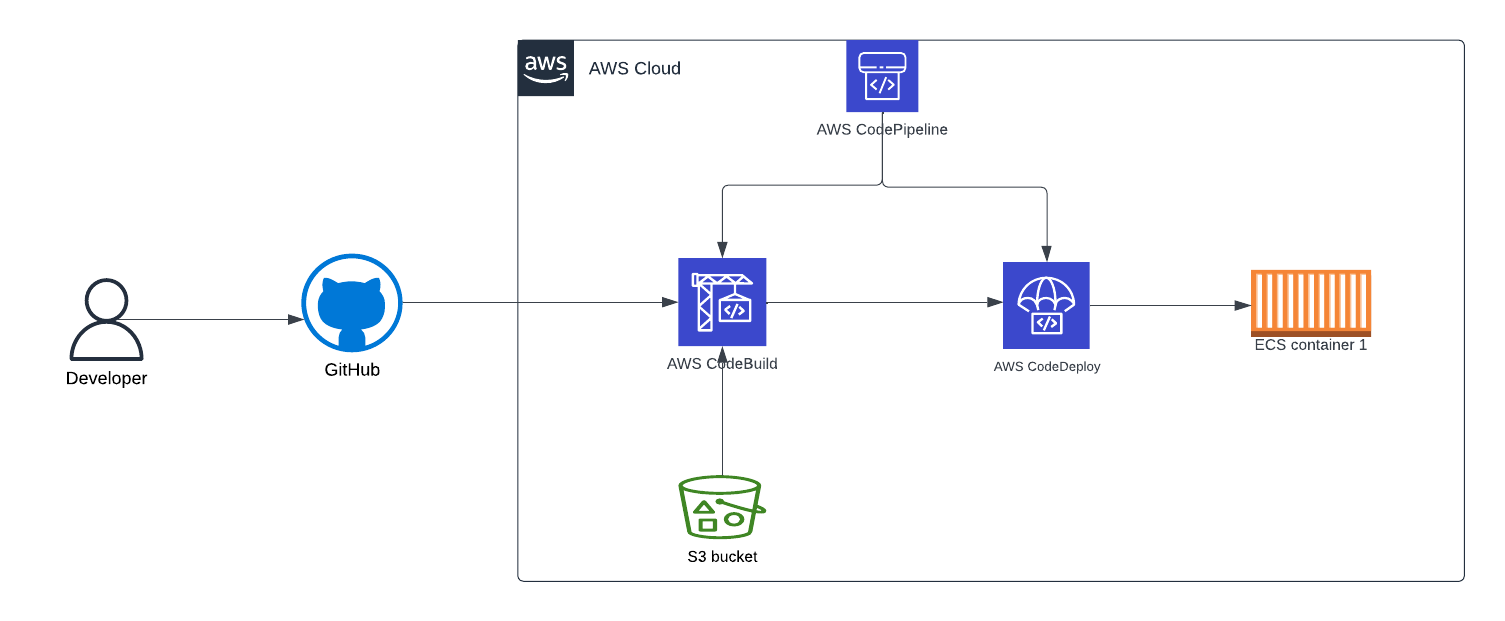 aws
AWS Cloud
AWS CodePipeline
Developer
GitHub
AWS CodeBuild
AWS CodeDeploy
ECS container 1
S3 bucket